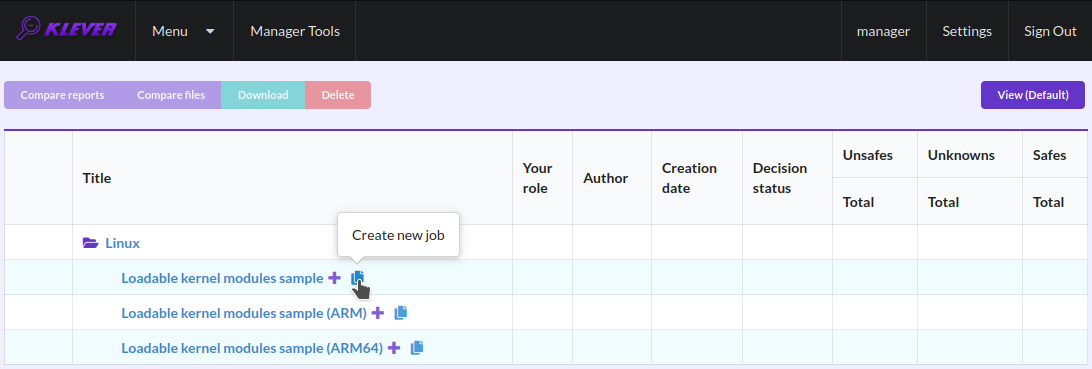 KLEVER
Menu
Manager Tools
manager
Settings
Sign Out
Compare reports
Compare files
Download
Delete
View (Default)
Title
Your
role
Author
Creation
date
Decision
status
Unsafes
Unknowns
Safes
Total
Total
Total
Create new job
Linux
Loadable kernel modules sample
Loadable kernel modules sample (ARM)
Loadable kernel modules sample (ARM64)